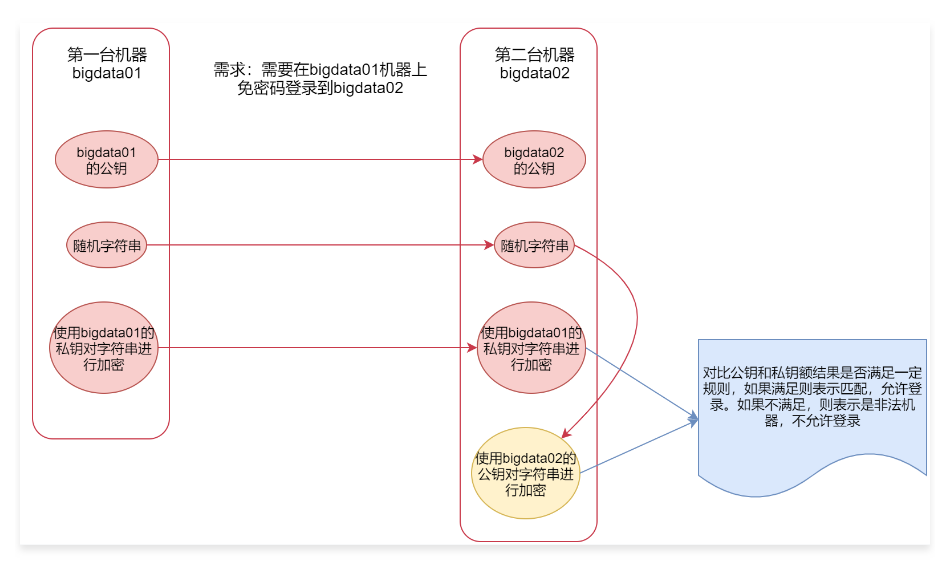 第一台机器
bigdata01
需求：需要在bigdata01机器上
免密码登录到bigdata02
第二台机器
bigdata02
bigdata01
的公钥
bigdata02
的公钥
随机字符串
随机字符串
使用bigdata01的
私钥对字符串进
行加密
使用bigdata01的
私钥对字符串进
行加密
对比公钥和私钥额结果是否满足一定
规则，如果满足则表示匹配，允许登
录。如果不满足，则表示是非法机
器，不允许登录
使用bigdata02的
公钥对字符串进
行加密